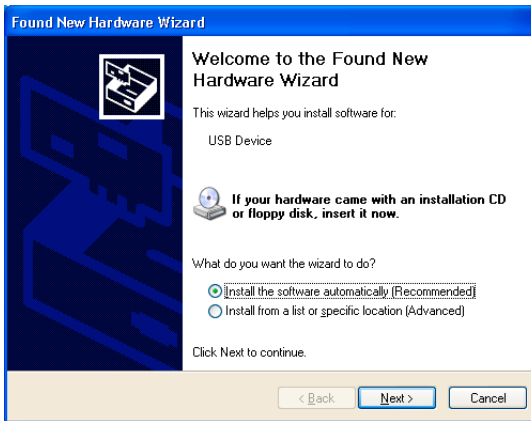 Found New Hardware Wizard
Welcome to the Found New
Hardware Wizard
This wizard helps you install software for:
USB Device
If your hardware came with an installation CD
or floppy disk, insert it now.
What do you want the wizard to do?
Install the software automatically (Recommended)
Install from a list or specific location (Advanced)
Click Next to continue.
< Back Next > Cancel